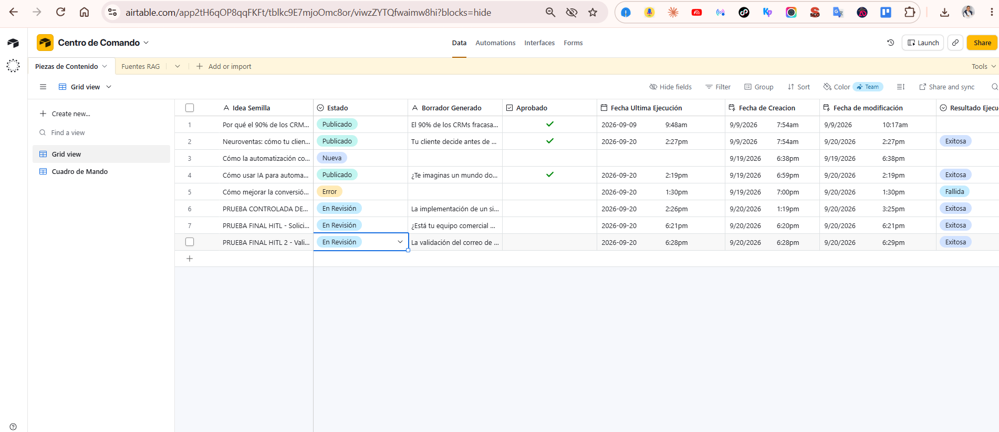 airtable.com/app2tH6qOP8qqFKFt/tblkc9E7mjoOmc8or/viwzZYTQfwaimw8hi?blocks=hide
Centro de Comando
Data Automations Interfaces Forms
Launch Share
Piezas de Contenido Fuentes RAG Add or import Tools
Grid view Hide fields Filter Group Sort Color Team Share and sync
Create new...
Find a view
Grid view
Cuadro de Mando
Idea Semilla Estado Borrador Generado Aprobado Fecha Ultima Ejecución Fecha de Creacion Fecha de modificación Resultado Ejecu
1 Por qué el 90% de los CRM... Publicado El 90% de los CRMs fracasa... 2026-09-09 9:48am 9/9/2026 7:54am 9/9/2026 10:17am
2 Neuroventas: cómo tu clien... Publicado Tu cliente decide antes de ... 2026-09-20 2:27pm 9/9/2026 7:54am 9/20/2026 2:27pm Exitosa
3 Cómo la automatización co... Nueva 9/19/2026 6:38pm 9/19/2026 6:38pm
4 Cómo usar IA para automa... Publicado ¿Te imaginas un mundo do... 2026-09-20 2:19pm 9/19/2026 6:59pm 9/20/2026 2:19pm Exitosa
5 Cómo mejorar la conversió... Error 2026-09-20 1:30pm 9/19/2026 7:00pm 9/20/2026 1:30pm Fallida
6 PRUEBA CONTROLADA DE... En Revisión La implementación de un si... 2026-09-20 2:26pm 9/20/2026 1:19pm 9/20/2026 3:25pm Exitosa
7 PRUEBA FINAL HITL - Solici... En Revisión ¿Está tu equipo comercial ... 2026-09-20 6:21pm 9/20/2026 6:20pm 9/20/2026 6:21pm Exitosa
PRUEBA FINAL HITL 2 - Vali... En Revisión La validación del correo de ... 2026-09-20 6:28pm 9/20/2026 6:28pm 9/20/2026 6:29pm Exitosa